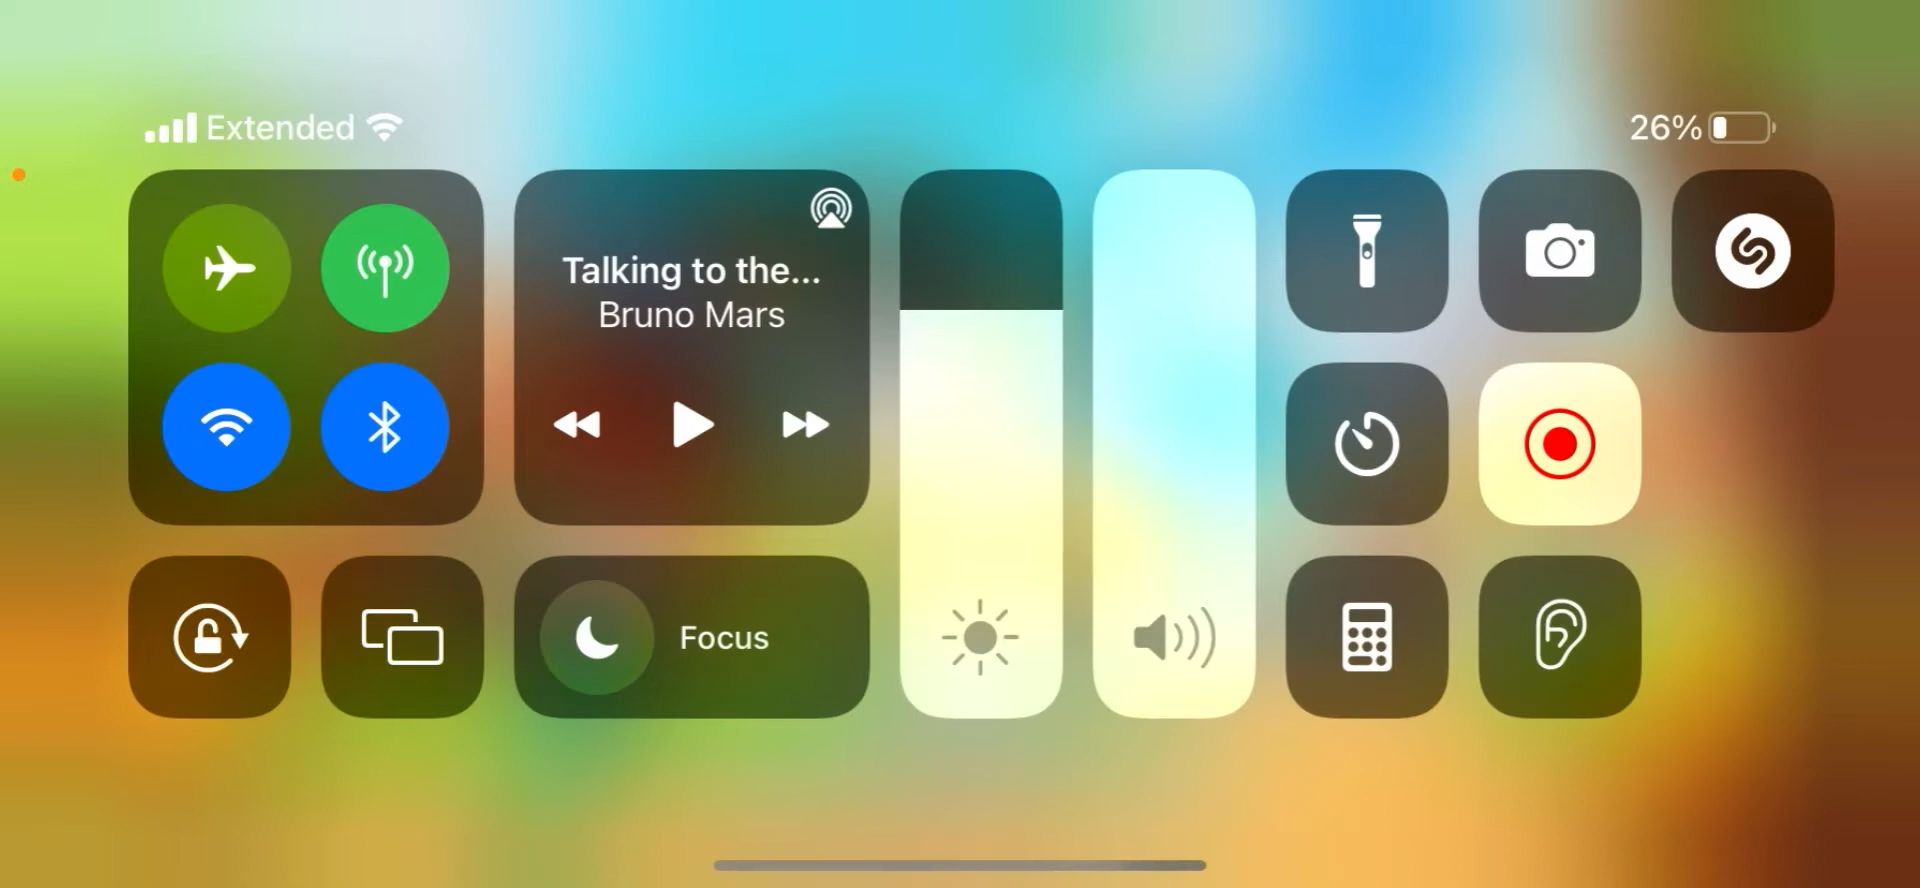 Extended
26%
Talking to the...
Bruno Mars
Focus